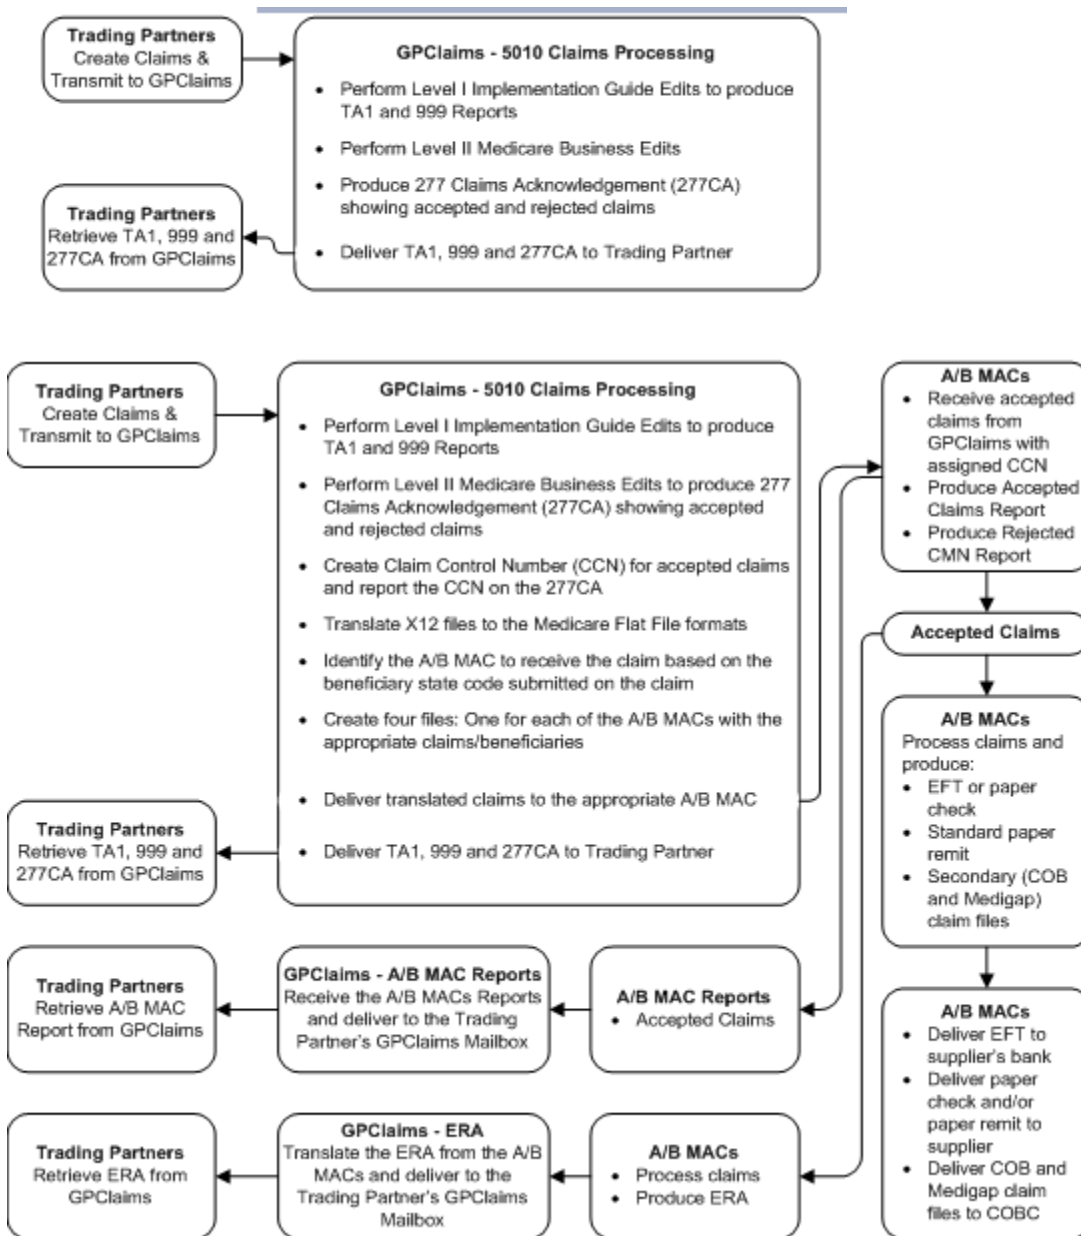 Trading Partners
Create Claims &
Transmit to GPClaims
GPClaims - 5010 Claims Processing
• Perform Level I Implementation Guide Edits to produce
TA1 and 999 Reports
• Perform Level II Medicare Business Edits
• Produce 277 Claims Acknowledgement (277CA)
showing accepted and rejected claims
• Deliver TA1, 999 and 277CA to Trading Partner
Trading Partners
Retrieve TA1, 999 and
277CA from GPClaims
Trading Partners
Create Claims &
Transmit to GPClaims
GPClaims - 5010 Claims Processing
• Perform Level I Implementation Guide Edits to produce
TA1 and 999 Reports
• Perform Level II Medicare Business Edits to produce 277
Claims Acknowledgement (277CA) showing accepted
and rejected claims
• Create Claim Control Number (CCN) for accepted claims
and report the CCN on the 277CA
• Translate X12 files to the Medicare Flat File formats
• Identify the A/B MAC to receive the claim based on the
beneficiary state code submitted on the claim
• Create four files: One for each of the A/B MACs with the
appropriate claims/beneficiaries
• Deliver translated claims to the appropriate A/B MAC
• Deliver TA1, 999 and 277CA to Trading Partner
A/B MACs
• Receive accepted
claims from
GPClaims with
assigned CCN
• Produce Accepted
Claims Report
• Produce Rejected
CMN Report
Accepted Claims
A/B MACs
Process claims and
produce:
• EFT or paper
check
• Standard paper
remit
• Secondary (COB
and Medigap)
claim files
Trading Partners
Retrieve TA1, 999 and
277CA from GPClaims
Trading Partners
Retrieve A/B MAC
Report from GPClaims
GPClaims - A/B MAC Reports
Receive the A/B MACs Reports
and deliver to the Trading
Partner's GPClaims Mailbox
A/B MAC Reports
• Accepted Claims
A/B MACs
• Deliver EFT to
supplier's bank
• Deliver paper
check and/or
paper remit to
supplier
• Deliver COB and
Medigap claim
files to COBC
Trading Partners
Retrieve ERA from
GPClaims
GPClaims - ERA
Translate the ERA from the A/B
MACs and deliver to the
Trading Partner's GPClaims
Mailbox
A/B MACs
• Process claims
• Produce ERA